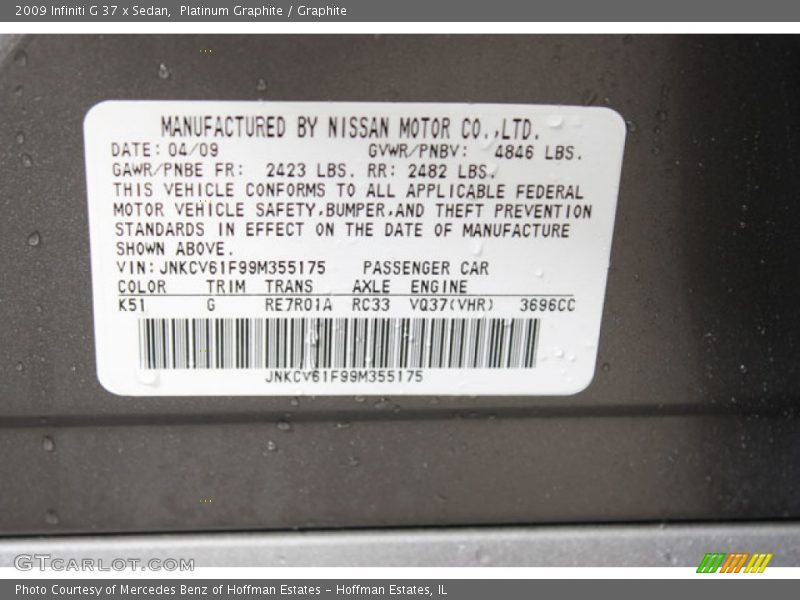 2009 Infiniti G 37 x Sedan,  Platinum Graphite / Graphite
MANUFACTURED BY NISSAN MOTOR CO.,LTD.
DATE: 04/09 GVWR/PNBV: 4846 LBS.
GAWR/PNBE FR: 2423 LBS. RR: 2482 LBS.
THIS VEHICLE CONFORMS TO ALL APPLICABLE FEDERAL
MOTOR VEHICLE SAFETY,BUMPER,AND THEFT PREVENTION
STANDARDS IN EFFECT ON THE DATE OF MANUFACTURE
SHOWN ABOVE.
VIN: JNKCV61F99M355175 PASSENGER CAR
COLOR TRIM TRANS AXLE ENGINE
K51 G RE7R01A RC33 VQ37(VHR) 3696CC
JNKCV61F99M355175
GTCARLOT.COM
Photo Courtesy of Mercedes Benz of Hoffman Estates - Hoffman Estates, IL